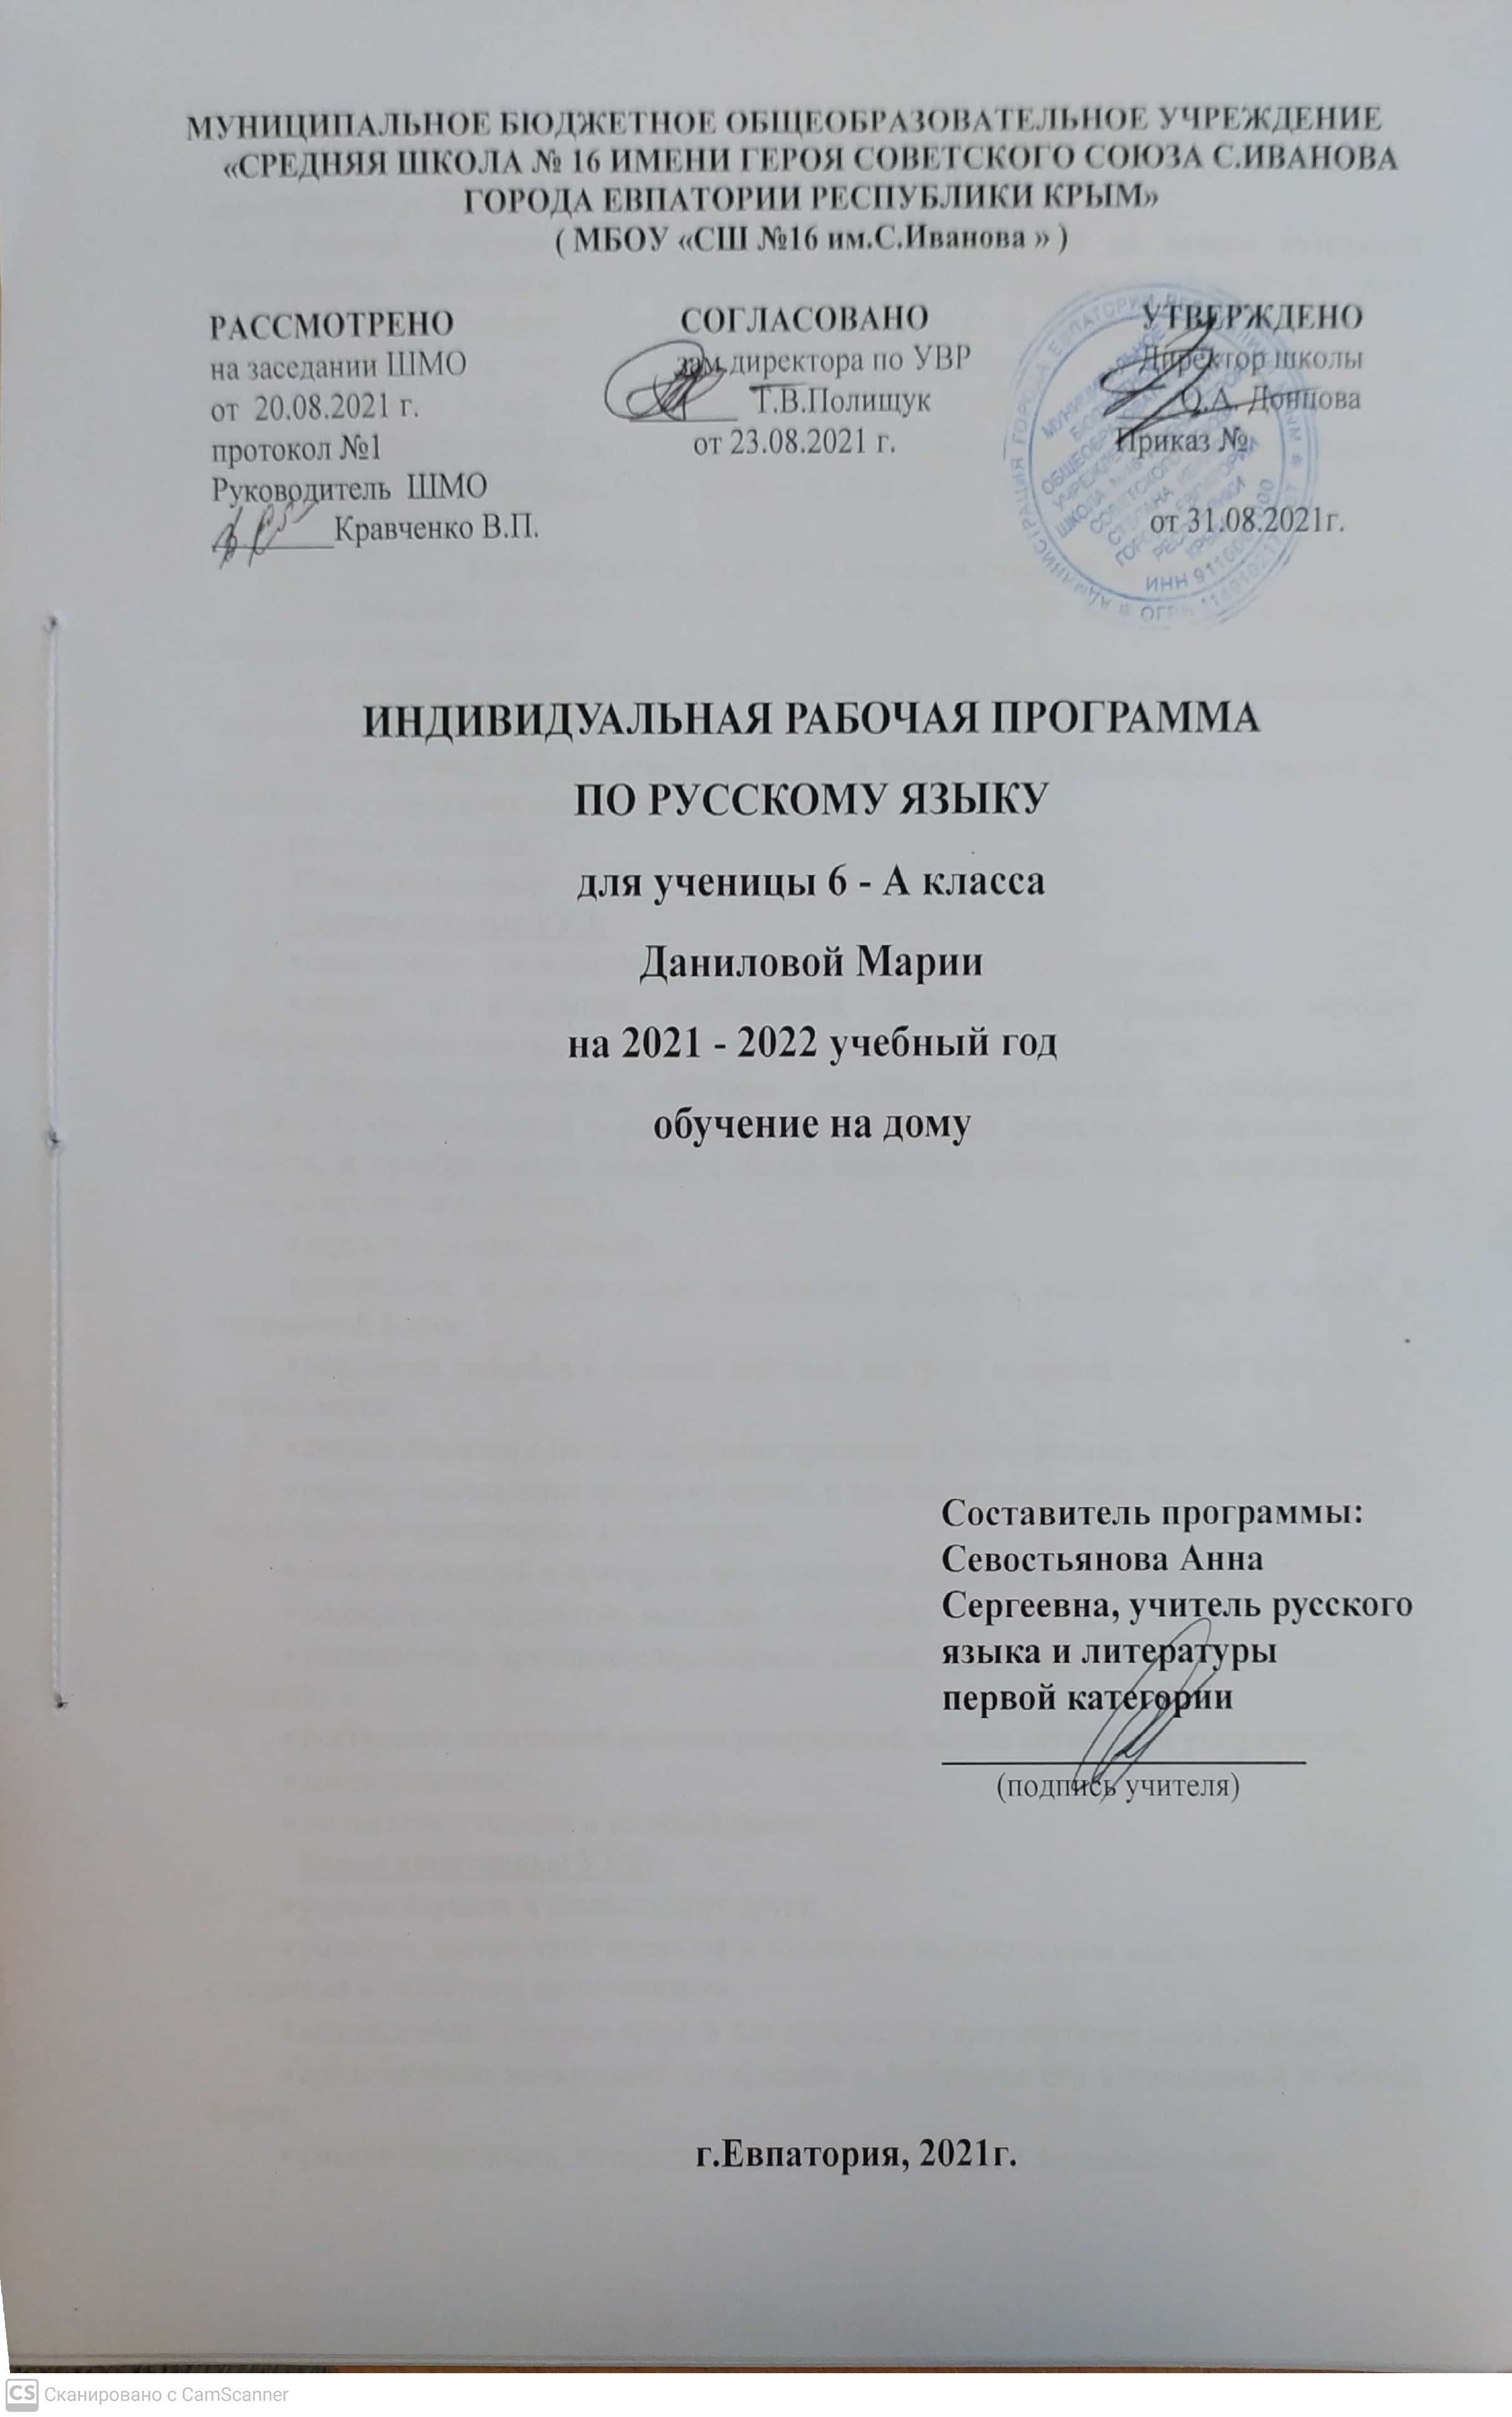 МУНИЦИПАЛЬНОЕ БЮДЖЕТНОЕ ОБЩЕОБРАЗОВАТЕЛЬНОЕ УЧРЕЖДЕНИЕ
«СРЕДНЯЯ ШКОЛА № 16 ИМЕНИ ГЕРОЯ СОВЕТСКОГО СОЮЗА С.ИВАНОВА
ГОРОДА ЕВПАТОРИИ РЕСПУБЛИКИ КРЫМ»
( МБОУ «СШ №16 им.С.Иванова » )
РАССМОТРЕНО
на заседании ШМО
от 20.08.2021 г.
протокол №1
Руководитель ШМО
Кравченко В.П.
СОГЛАСОВАНО
зам.директора по УВР
Т.В.Полищук
от 23.08.2021 г.
УТВЕРЖДЕНО
Директор школы
О.А. Донцова
Приказ №
от 31.08.2021г.
ИНДИВИДУАЛЬНАЯ РАБОЧАЯ ПРОГРАММА
ПО РУССКОМУ ЯЗЫКУ
для ученицы 6 - А класса
Даниловой Марии
на 2021 - 2022 учебный год
обучение на дому
Составитель программы:
Севостьянова Анна
Сергеевна, учитель русского
языка и литературы
первой категории
(подпись учителя)
г.Евпатория, 2021г.
CS Сканировано с CamScanner